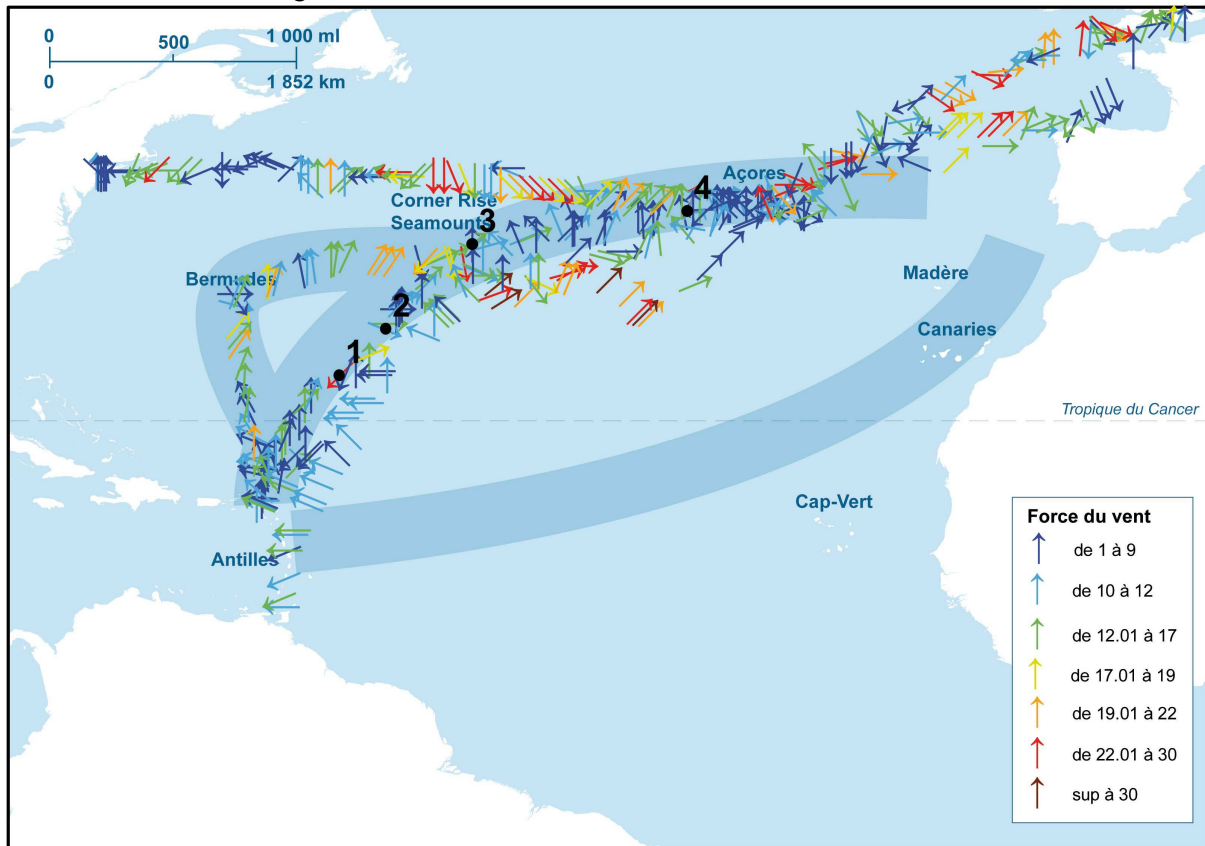 0 500 1 000 ml
0 1 852 km
Açores
4
Corner Rise
Seamounts
3
Bermudes
Madère
2
Canaries
1
Tropique du Cancer
Cap-Vert
Antilles
Force du vent
de 1 à 9
de 10 à 12
de 12.01 à 17
de 17.01 à 19
de 19.01 à 22
de 22.01 à 30
sup à 30